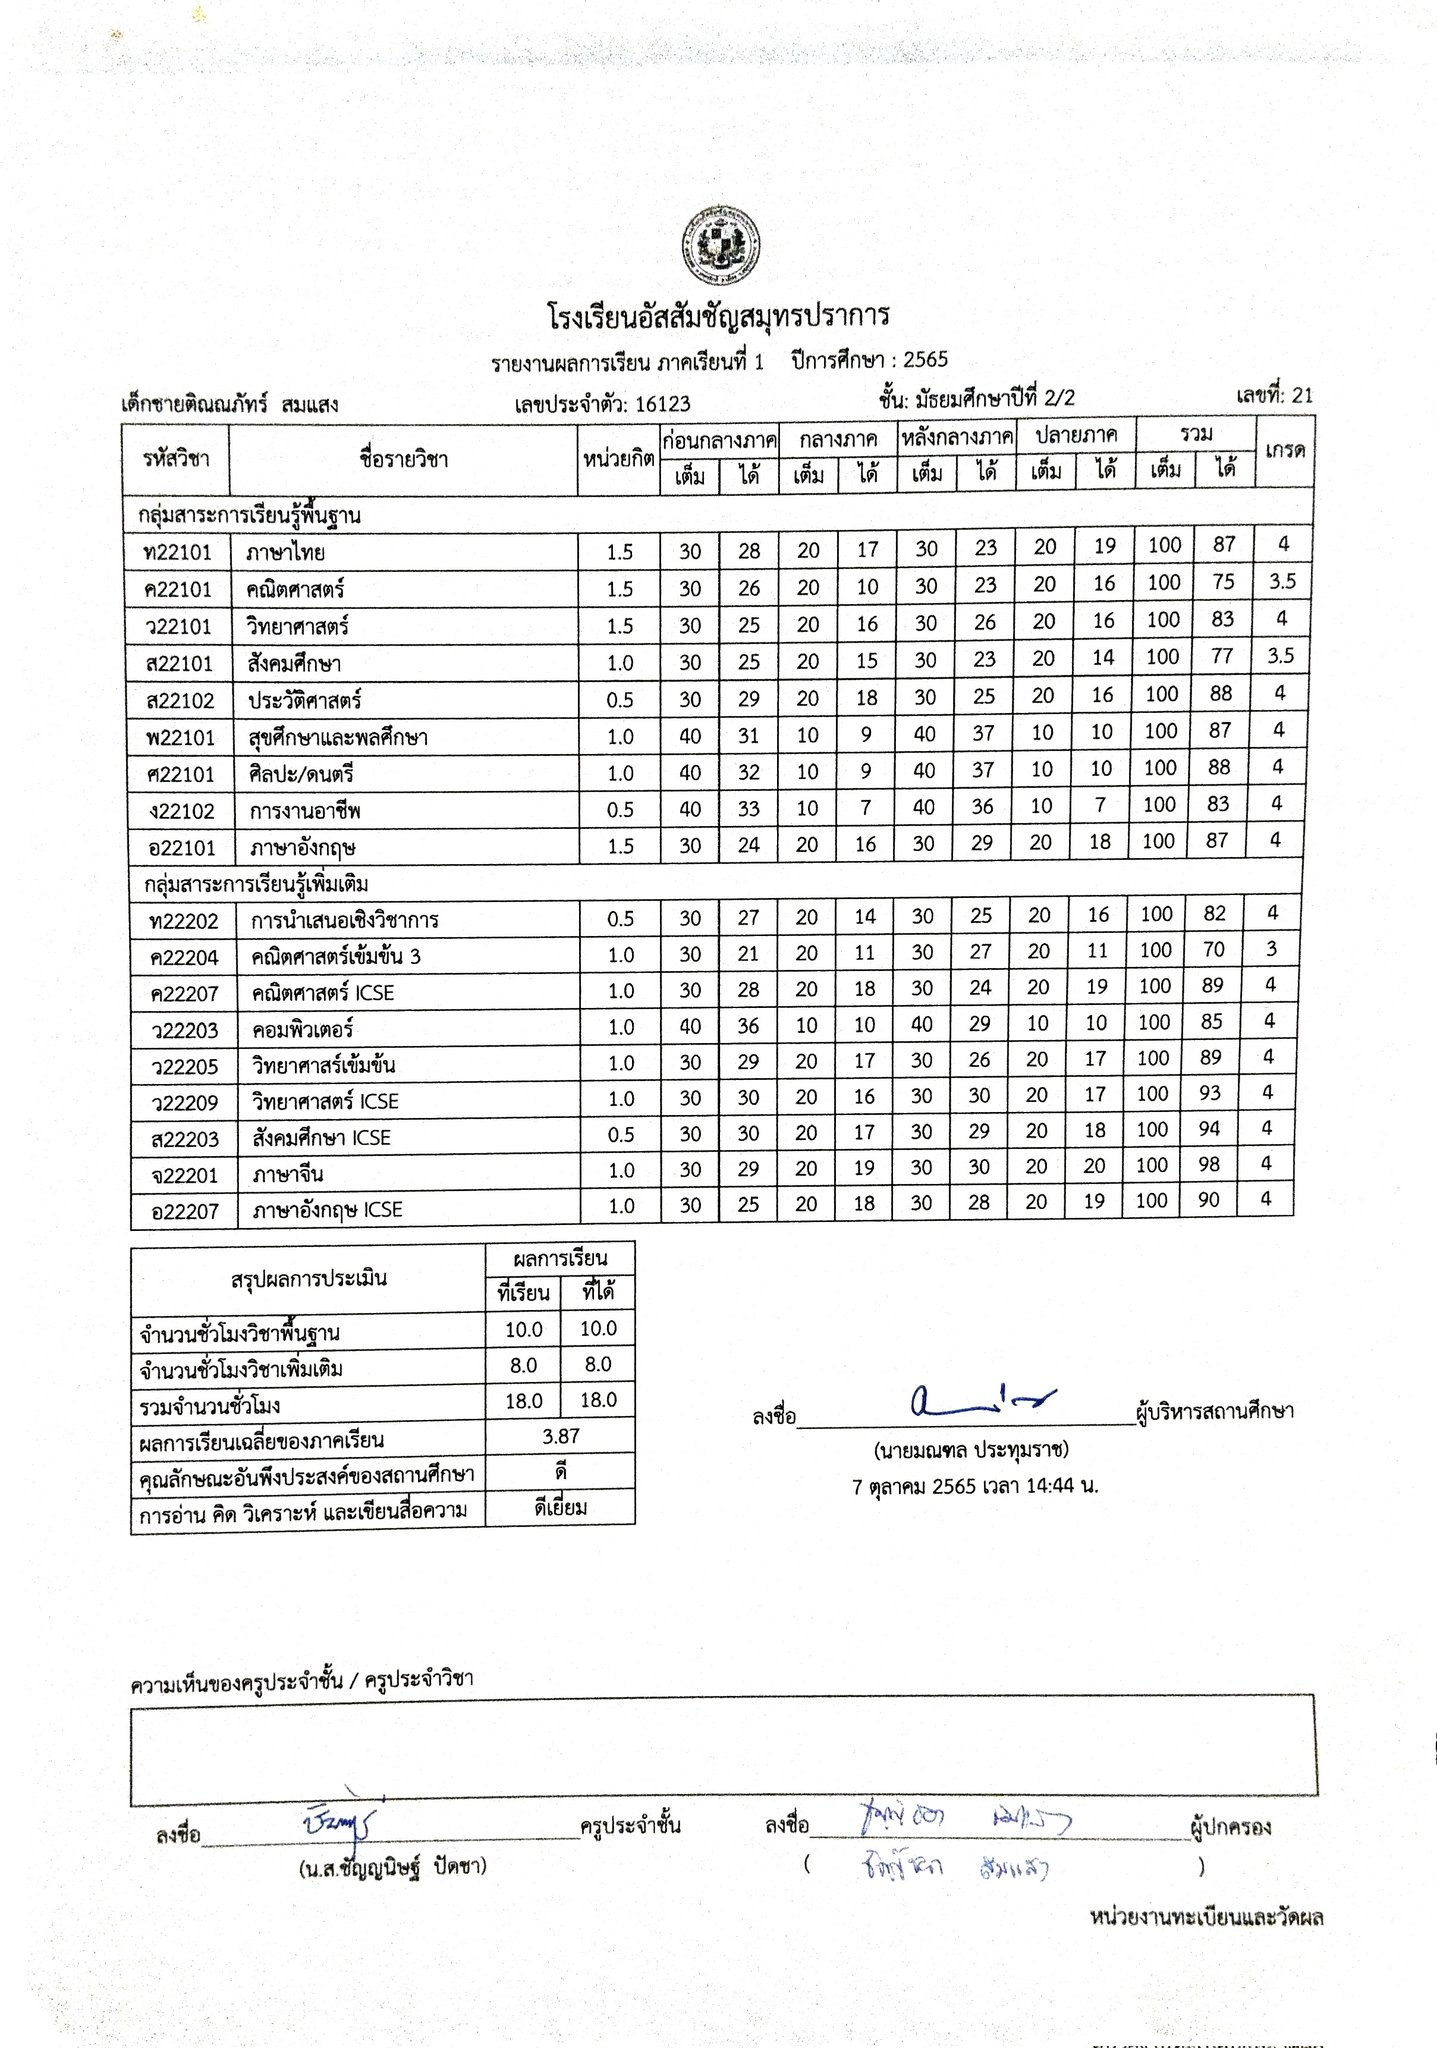 โรงเรียนอัสสัมชัญสมุทรปราการ
รายงานผลการเรียน ภาคเรียนที่ 1 ปีการศึกษา : 2565
เด็กชายติณณภัทร์ สมแสง เลขประจำตัว: 16123 ชั้น: มัธยมศึกษาปีที่ 2/2 เลขที่: 21
รหัสวิชา ชื่อรายวิชา หน่วยกิต ก่อนกลางภาค กลางภาค หลังกลางภาค ปลายภาค รวม เกรด
เต็ม ได้ เต็ม ได้ เต็ม ได้ เต็ม ได้ เต็ม ได้
กลุ่มสาระการเรียนรู้พื้นฐาน
ท22101 ภาษาไทย 1.5 30 28 20 17 30 23 20 19 100 87 4
ค22101 คณิตศาสตร์ 1.5 30 26 20 10 30 23 20 16 100 75 3.5
ว22101 วิทยาศาสตร์ 1.5 30 25 20 16 30 26 20 16 100 83 4
ส22101 สังคมศึกษา 1.0 30 25 20 15 30 23 20 14 100 77 3.5
ส22102 ประวัติศาสตร์ 0.5 30 29 20 18 30 25 20 16 100 88 4
พ22101 สุขศึกษาและพลศึกษา 1.0 40 31 10 9 40 37 10 10 100 87 4
ศ22101 ศิลปะ/ดนตรี 1.0 40 32 10 9 40 37 10 10 100 88 4
ง22102 การงานอาชีพ 0.5 40 33 10 7 40 36 10 7 100 83 4
อ22101 ภาษาอังกฤษ 1.5 30 24 20 16 30 29 20 18 100 87 4
กลุ่มสาระการเรียนรู้เพิ่มเติม
ท22202 การนำเสนอเชิงวิชาการ 0.5 30 27 20 14 30 25 20 16 100 82 4
ค22204 คณิตศาสตร์เข้มข้น 3 1.0 30 21 20 11 30 27 20 11 100 70 3
ค22207 คณิตศาสตร์ ICSE 1.0 30 28 20 18 30 24 20 19 100 89 4
ว22203 คอมพิวเตอร์ 1.0 40 36 10 10 40 29 10 10 100 85 4
ว22205 วิทยาศาสร์เข้มข้น 1.0 30 29 20 17 30 26 20 17 100 89 4
ว22209 วิทยาศาสตร์ ICSE 1.0 30 30 20 16 30 30 20 17 100 93 4
ส22203 สังคมศึกษา ICSE 0.5 30 30 20 17 30 29 20 18 100 94 4
จ22201 ภาษาจีน 1.0 30 29 20 19 30 30 20 20 100 98 4
อ22207 ภาษาอังกฤษ ICSE 1.0 30 25 20 18 30 28 20 19 100 90 4
สรุปผลการประเมิน ผลการเรียน
ที่เรียน ที่ได้
จำนวนชั่วโมงวิชาพื้นฐาน 10.0 10.0
จำนวนชั่วโมงวิชาเพิ่มเติม 8.0 8.0
รวมจำนวนชั่วโมง 18.0 18.0
ผลการเรียนเฉลี่ยของภาคเรียน 3.87
คุณลักษณะอันพึงประสงค์ของสถานศึกษา ดี
การอ่าน คิด วิเคราะห์ และเขียนสื่อความ ดีเยี่ยม
ลงชื่อ ผู้บริหารสถานศึกษา
(นายมณฑล ประทุมราช)
7 ตุลาคม 2565 เวลา 14:44 น.
ความเห็นของครูประจำชั้น / ครูประจำวิชา
ลงชื่อ ครูประจำชั้น ลงชื่อ ผู้ปกครอง
(น.ส.ชัญญนิษฐ์ ปัดชา) ( สมแสง )
หน่วยงานทะเบียนและวัดผล